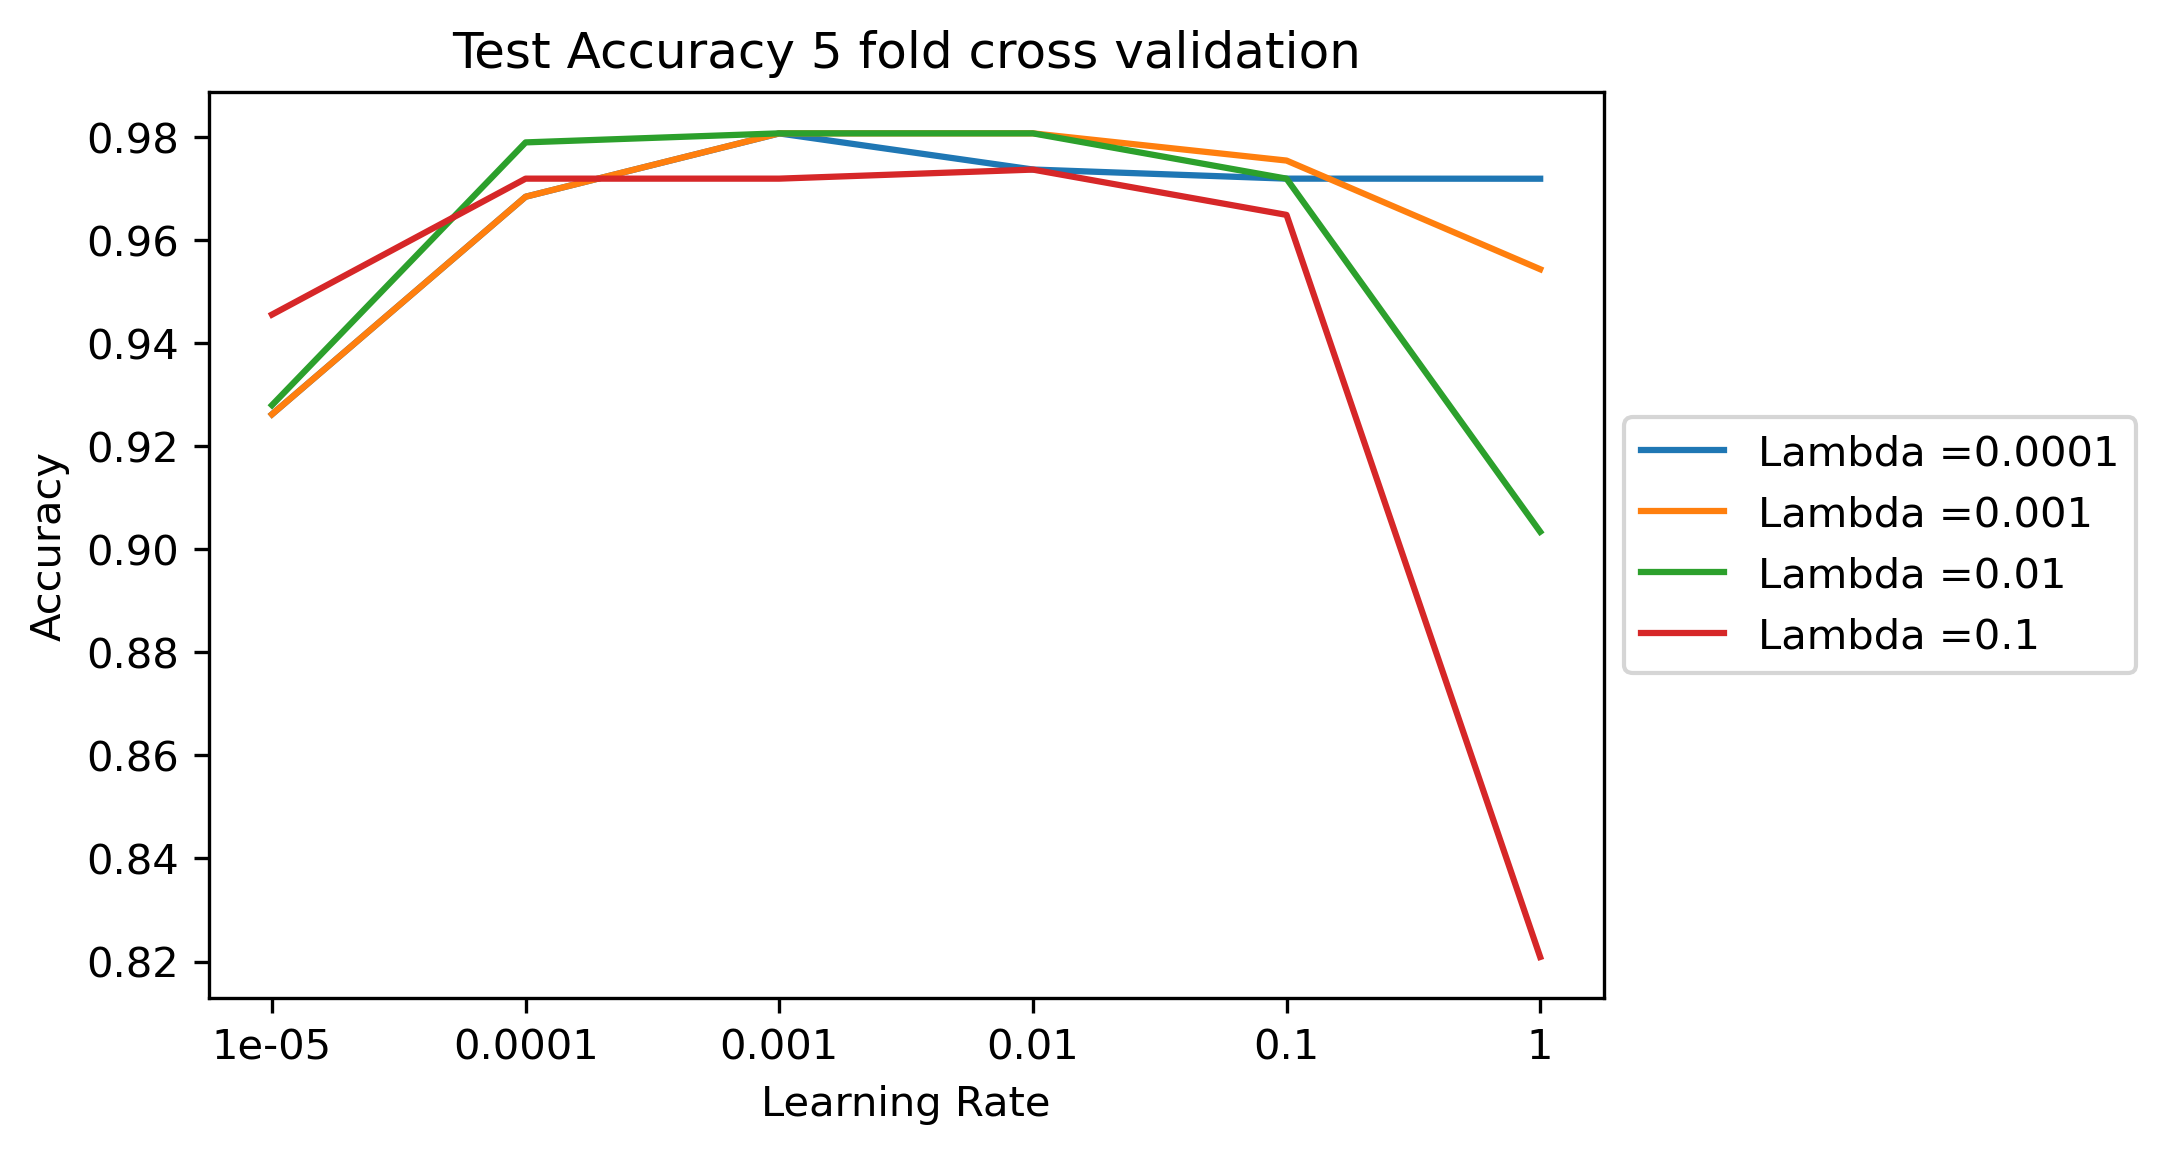 Test Accuracy 5 fold cross validation
0.98
0.96
0.94
0.92
0.90
0.88
0.86
0.84
0.82
Accuracy
1e-05 0.0001 0.001 0.01 0.1 1
Learning Rate
Lambda =0.0001
Lambda =0.001
Lambda =0.01
Lambda =0.1